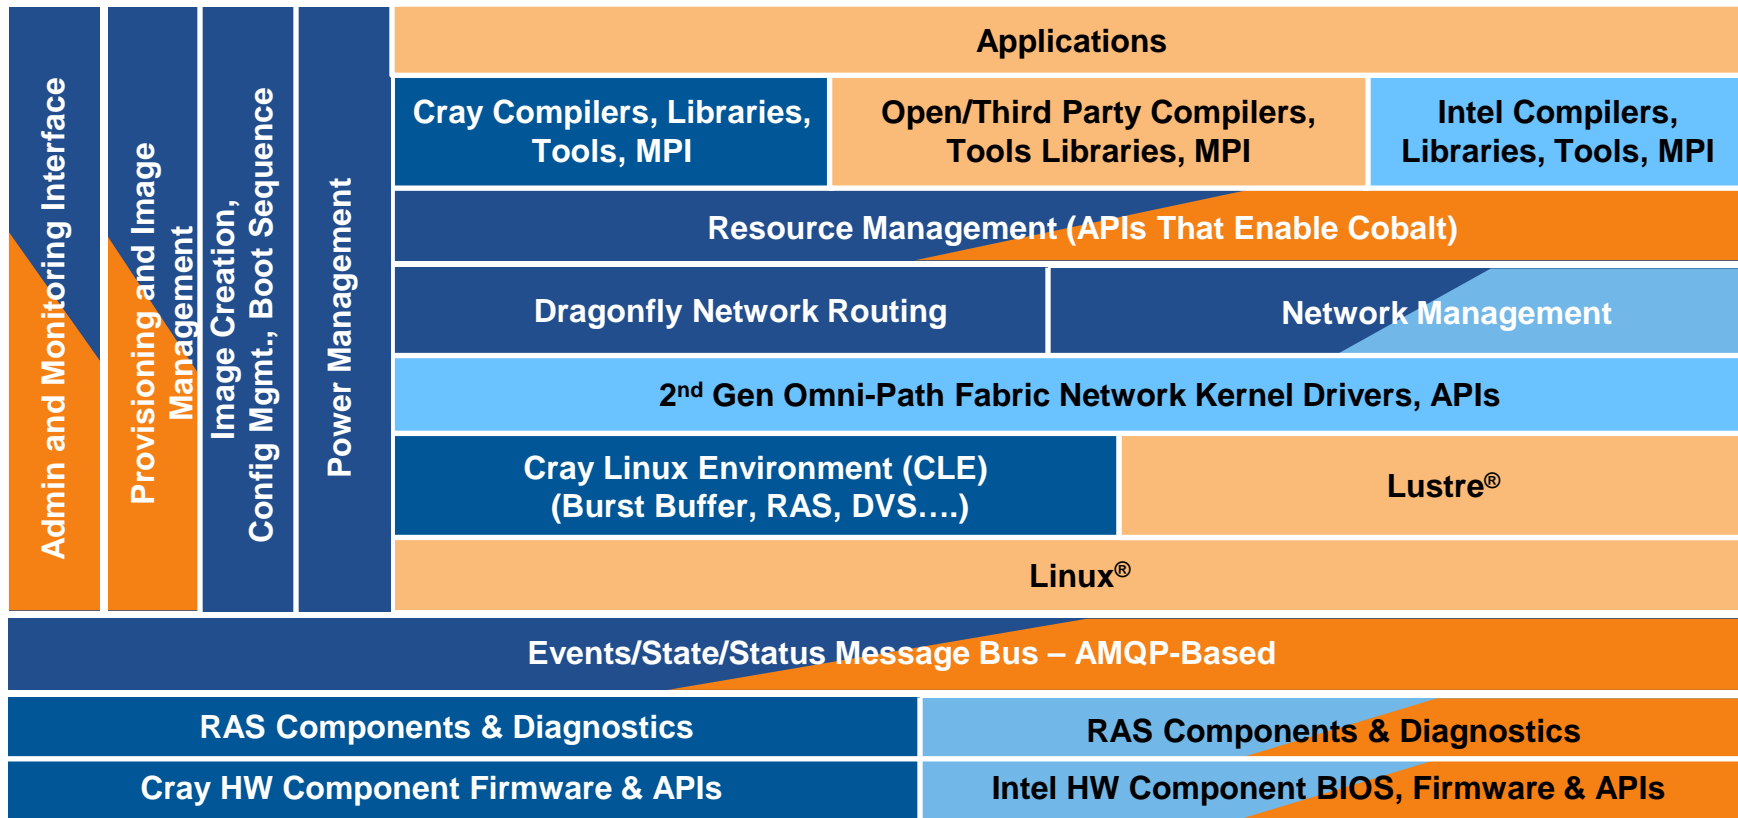 Admin and Monitoring Interface
Provisioning and Image
Management
Image Creation,
Config Mgmt., Boot Sequence
Power Management
Applications
Cray Compilers, Libraries,
Tools, MPI
Open/Third Party Compilers,
Tools Libraries, MPI
Intel Compilers,
Libraries, Tools, MPI
Resource Management (APIs That Enable Cobalt)
Dragonfly Network Routing
Network Management
2nd Gen Omni-Path Fabric Network Kernel Drivers, APIs
Cray Linux Environment (CLE)
(Burst Buffer, RAS, DVS....)
Lustre®
Linux®
Events/State/Status Message Bus – AMQP-Based
RAS Components & Diagnostics
RAS Components & Diagnostics
Cray HW Component Firmware & APIs
Intel HW Component BIOS, Firmware & APIs